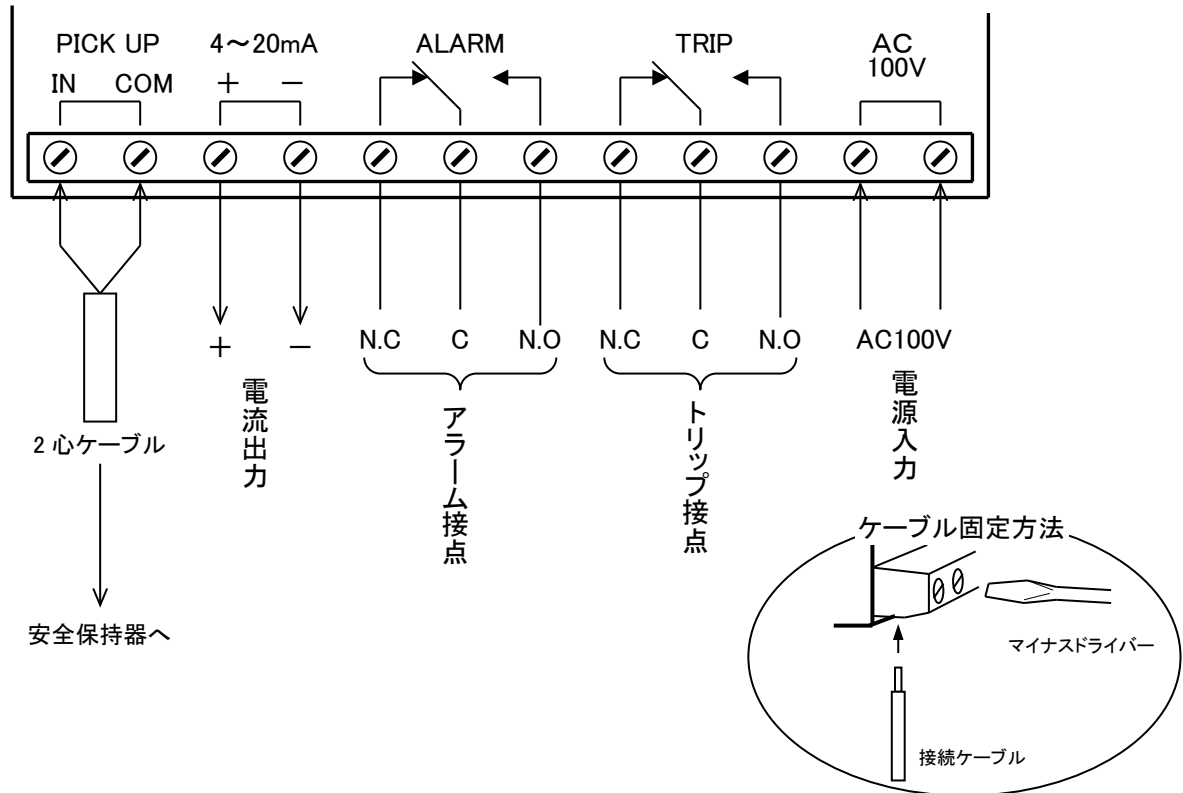 PICK UP 4～20mA ALARM TRIP AC
100V
IN COM ＋ －
＋ － N.C C N.O N.C C N.O AC100V
2心ケーブル
電流出力
アラーム接点
トリップ接点
電源入力
安全保持器へ
ケーブル固定方法
マイナスドライバー
接続ケーブル